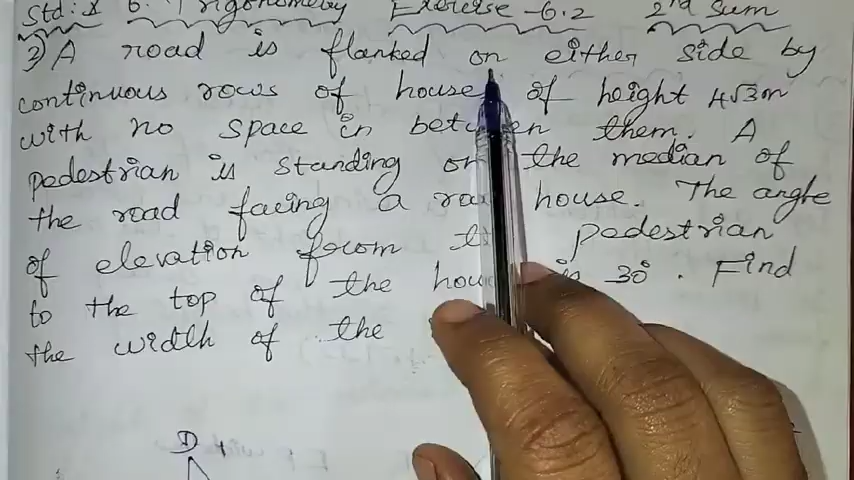 Std: X 6. Trigonometry Exercise - 6.2 2nd Sum
2) A road is flanked on either side by
continuous rows of house of height 4√3m
with no space in between them. A
pedestrian is standing on the median of
the road facing a row house. The angle
of elevation from pedestrian
to the top of the house is 30°. Find
the width of the
D